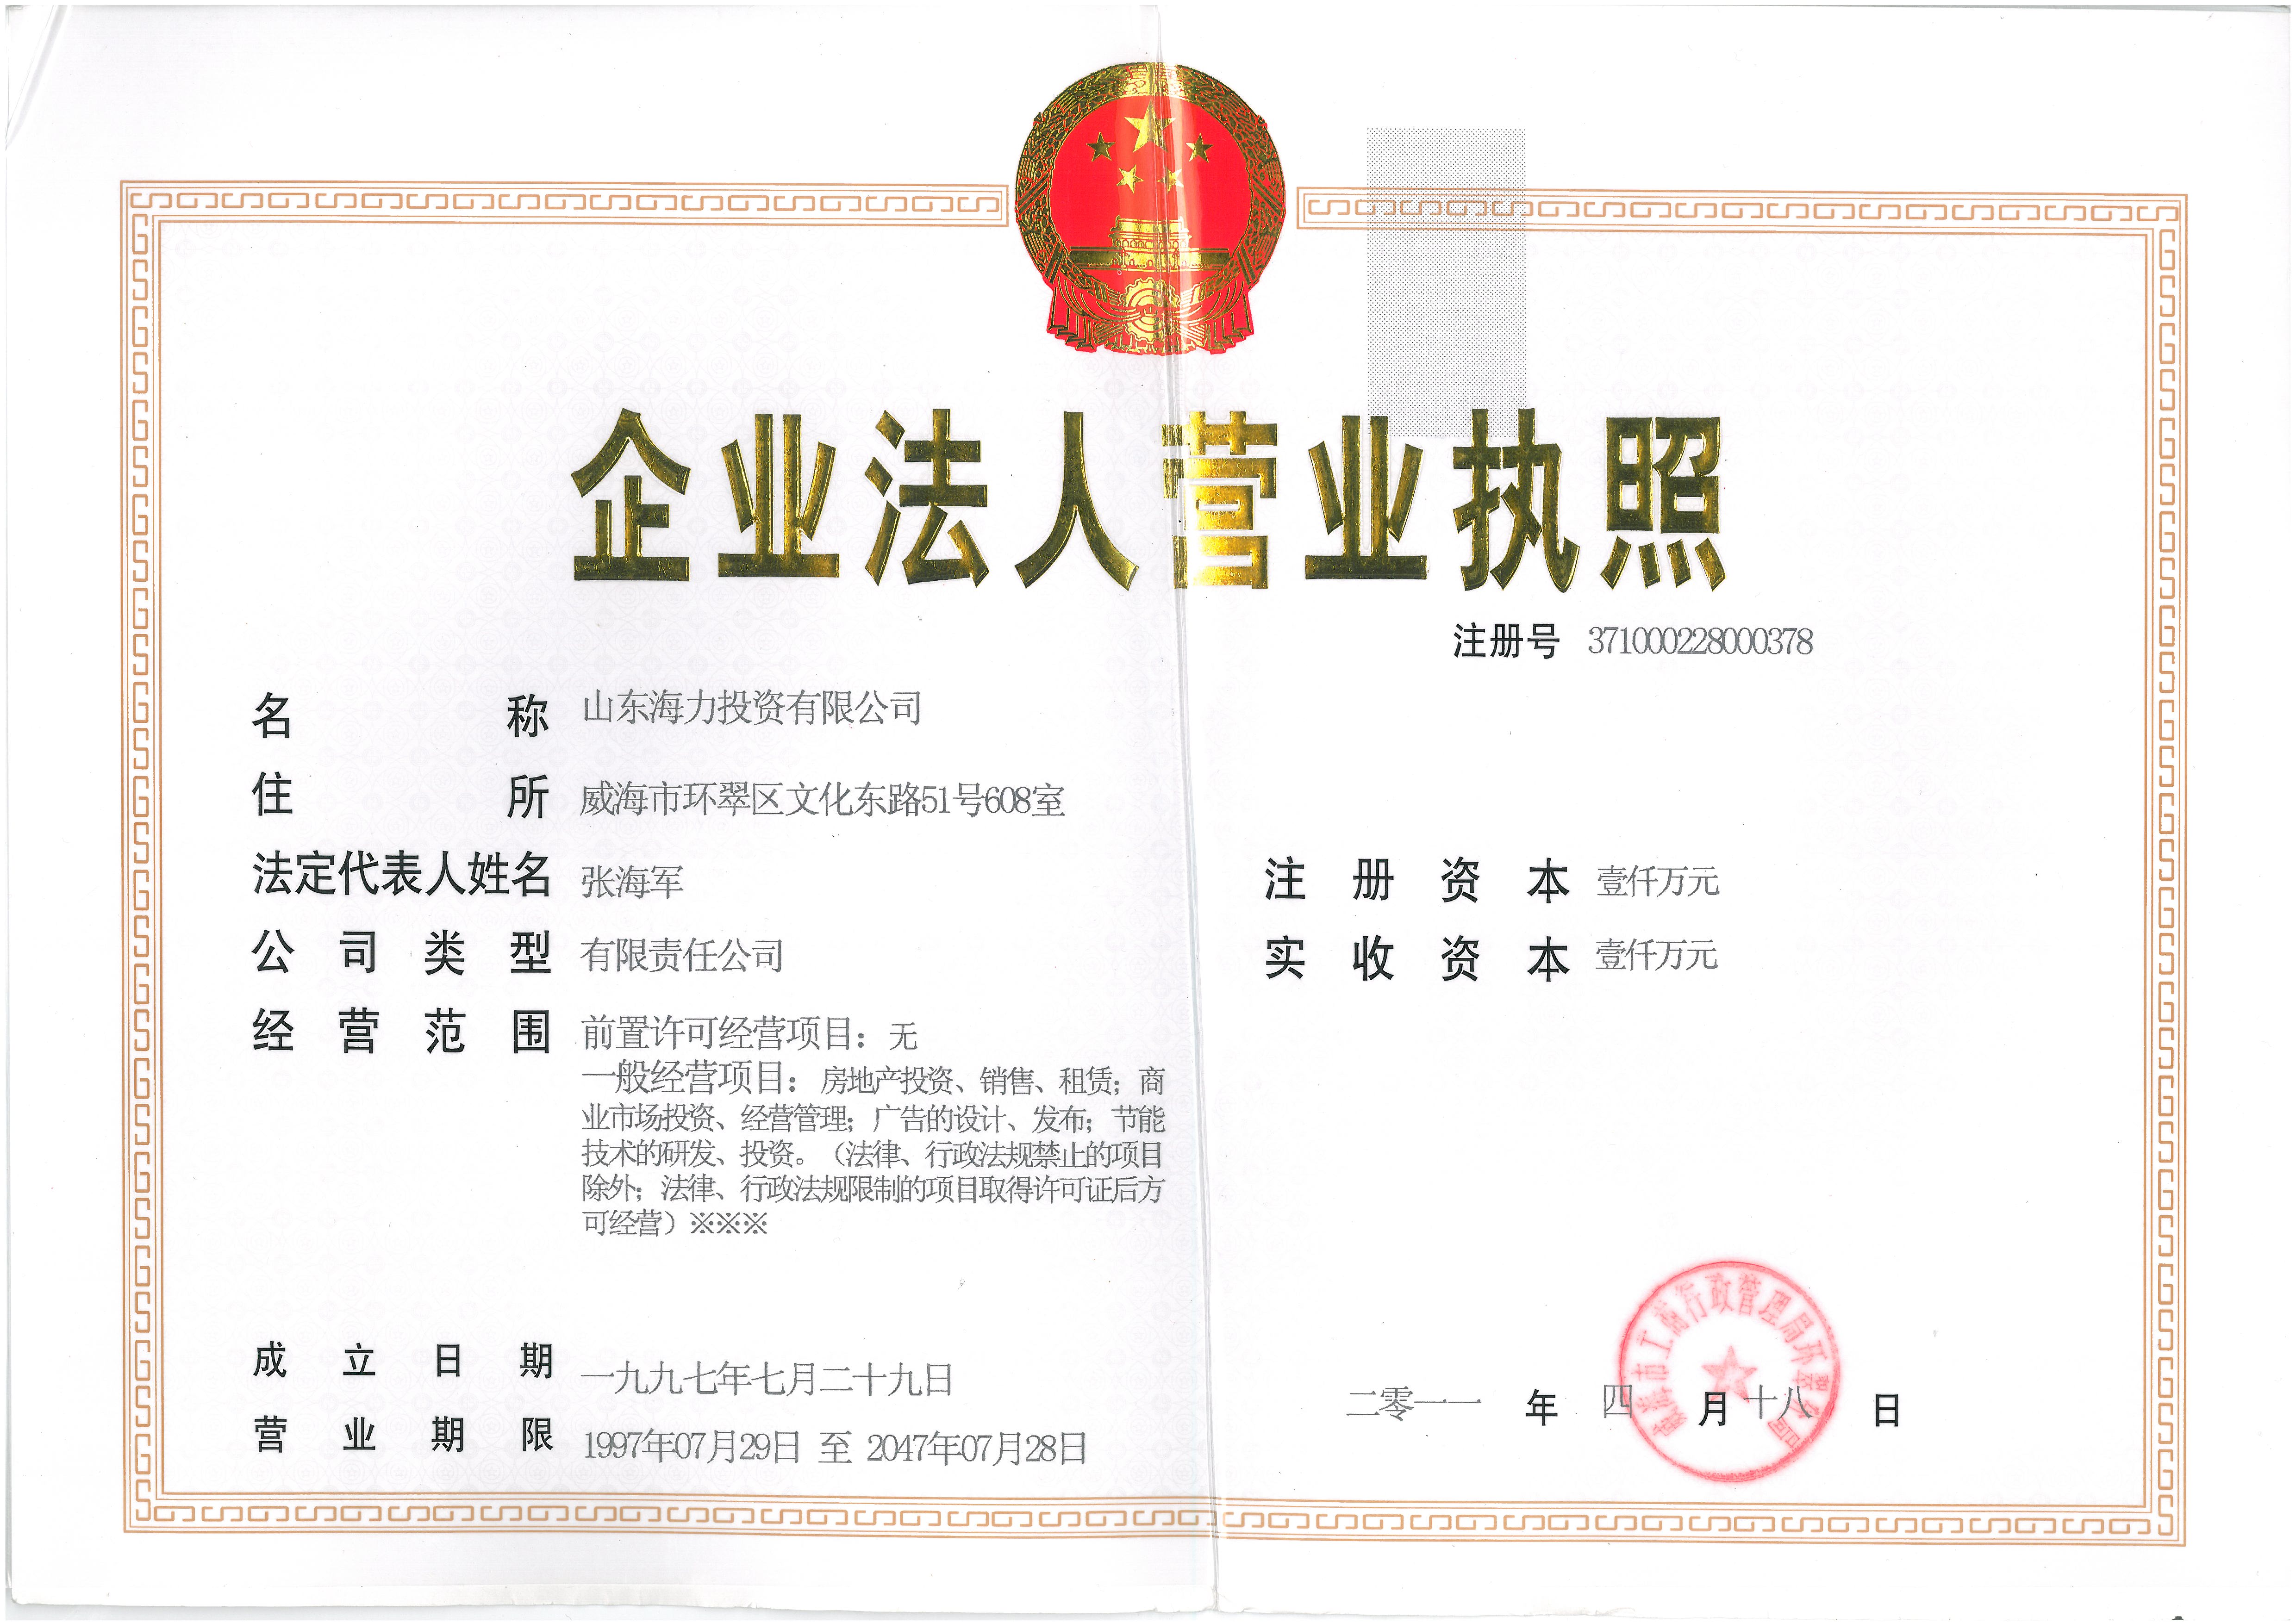 企业法人营业执照
注册号 371000228000378
名称 山东海力投资有限公司
住所 威海市环翠区文化东路51号608室
法定代表人姓名 张海军
注册资本 壹仟万元
公司类型 有限责任公司
实收资本 壹仟万元
经营范围 前置许可经营项目：无
一般经营项目：房地产投资、销售、租赁；商
业市场投资、经营管理；广告的设计、发布；节能
技术的研发、投资。（法律、行政法规禁止的项目
除外；法律、行政法规限制的项目取得许可证后方
可经营）※※※
成立日期 一九九七年七月二十九日
营业期限 1997年07月29日 至 2047年07月28日
威海市工商行政管理局环翠分局
二零一一 年 四 月 十八 日